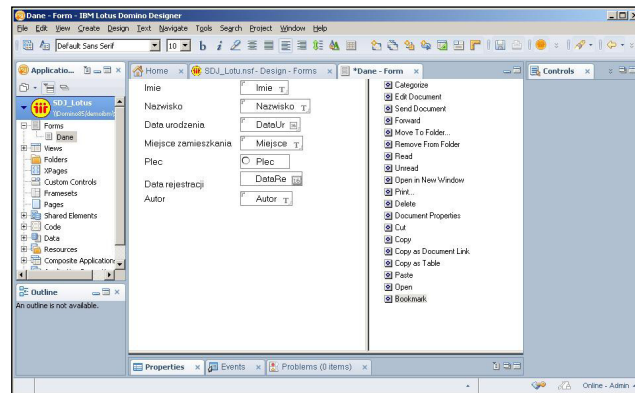 Dane - Form - IBM Lotus Domino Designer
File Edit View Create Design Text Navigate Tools Search Project Window Help
Default Sans Serif 10 b i
Applicatio... Home SDJ_Lotu.nsf - Design - Forms *Dane - Form Controls
SDJ_Lotus
Forms
Dane
Views
Folders
XPages
Custom Controls
Framesets
Pages
Shared Elements
Code
Data
Resources
Composite Applications
Outline
An outline is not available.
Imie Imie T
Nazwisko Nazwisko T
Data urodzenia DataUr
Miejsce zamieszkania Miejsce T
Plec Plec
Data rejestracji DataRe
Autor Autor T
Categorize
Edit Document
Send Document
Forward
Move To Folder...
Remove From Folder
Read
Unread
Open in New Window
Print...
Delete
Document Properties
Cut
Copy
Copy as Document Link
Copy as Table
Paste
Open
Bookmark
Properties Events Problems (0 items)
Online - Admin